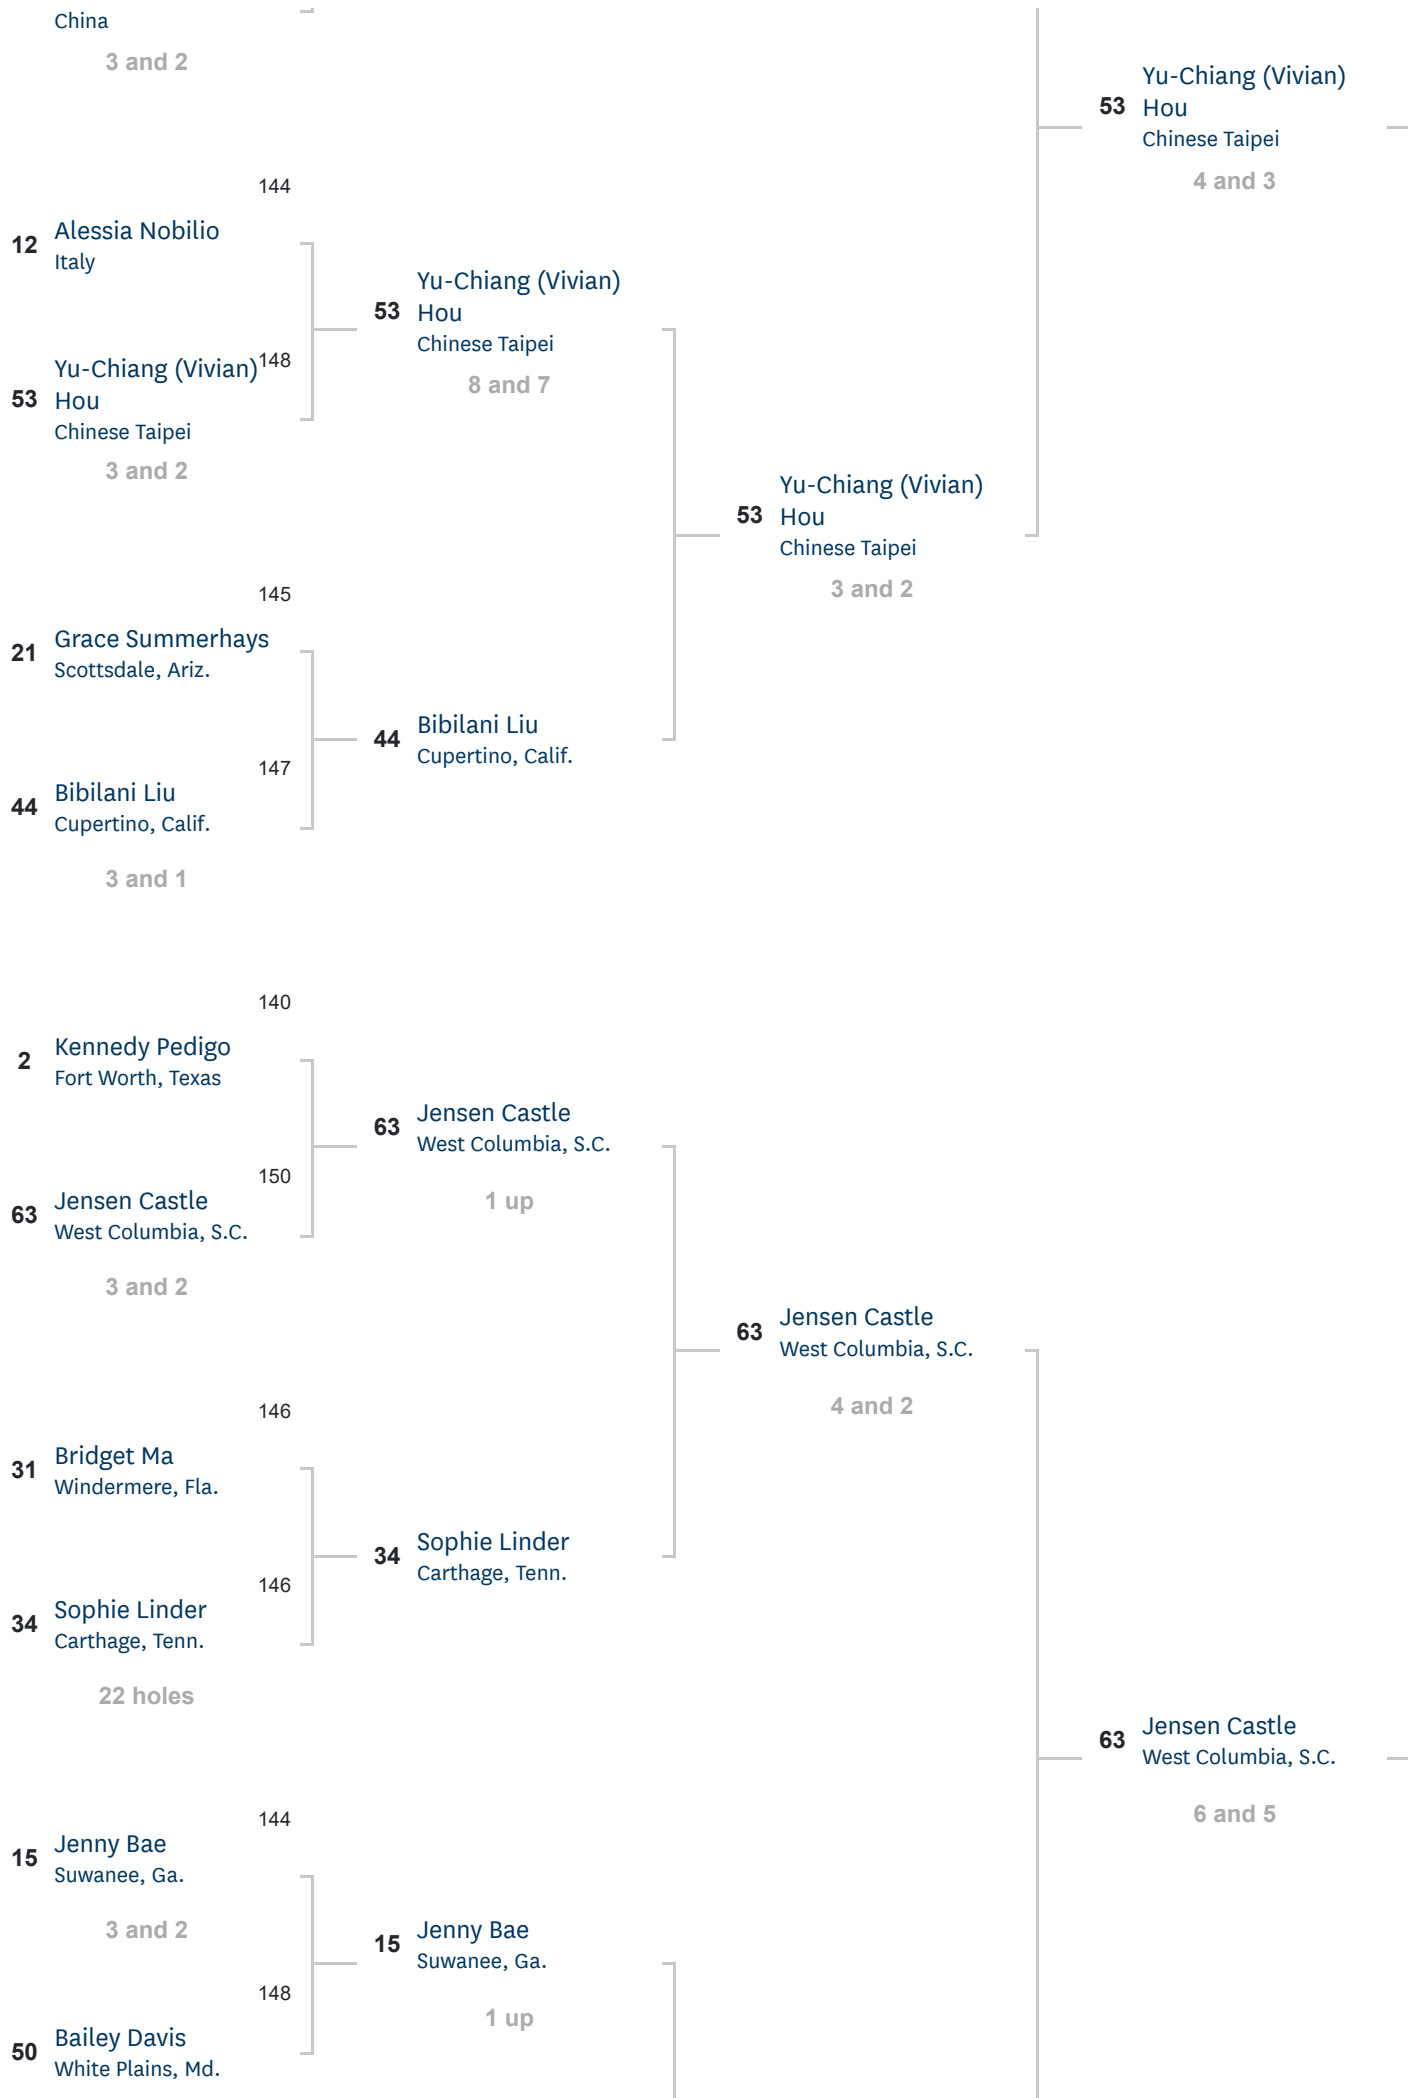 China
3 and 2
53
Yu-Chiang (Vivian)
Hou
Chinese Taipei
4 and 3
144
12
Alessia Nobilio
Italy
148
53
Yu-Chiang (Vivian)
Hou
Chinese Taipei
3 and 2
53
Yu-Chiang (Vivian)
Hou
Chinese Taipei
8 and 7
53
Yu-Chiang (Vivian)
Hou
Chinese Taipei
3 and 2
145
21
Grace Summerhays
Scottsdale, Ariz.
147
44
Bibilani Liu
Cupertino, Calif.
3 and 1
44
Bibilani Liu
Cupertino, Calif.
140
2
Kennedy Pedigo
Fort Worth, Texas
150
63
Jensen Castle
West Columbia, S.C.
3 and 2
63
Jensen Castle
West Columbia, S.C.
1 up
63
Jensen Castle
West Columbia, S.C.
4 and 2
146
31
Bridget Ma
Windermere, Fla.
146
34
Sophie Linder
Carthage, Tenn.
22 holes
34
Sophie Linder
Carthage, Tenn.
63
Jensen Castle
West Columbia, S.C.
6 and 5
144
15
Jenny Bae
Suwanee, Ga.
3 and 2
148
50
Bailey Davis
White Plains, Md.
15
Jenny Bae
Suwanee, Ga.
1 up